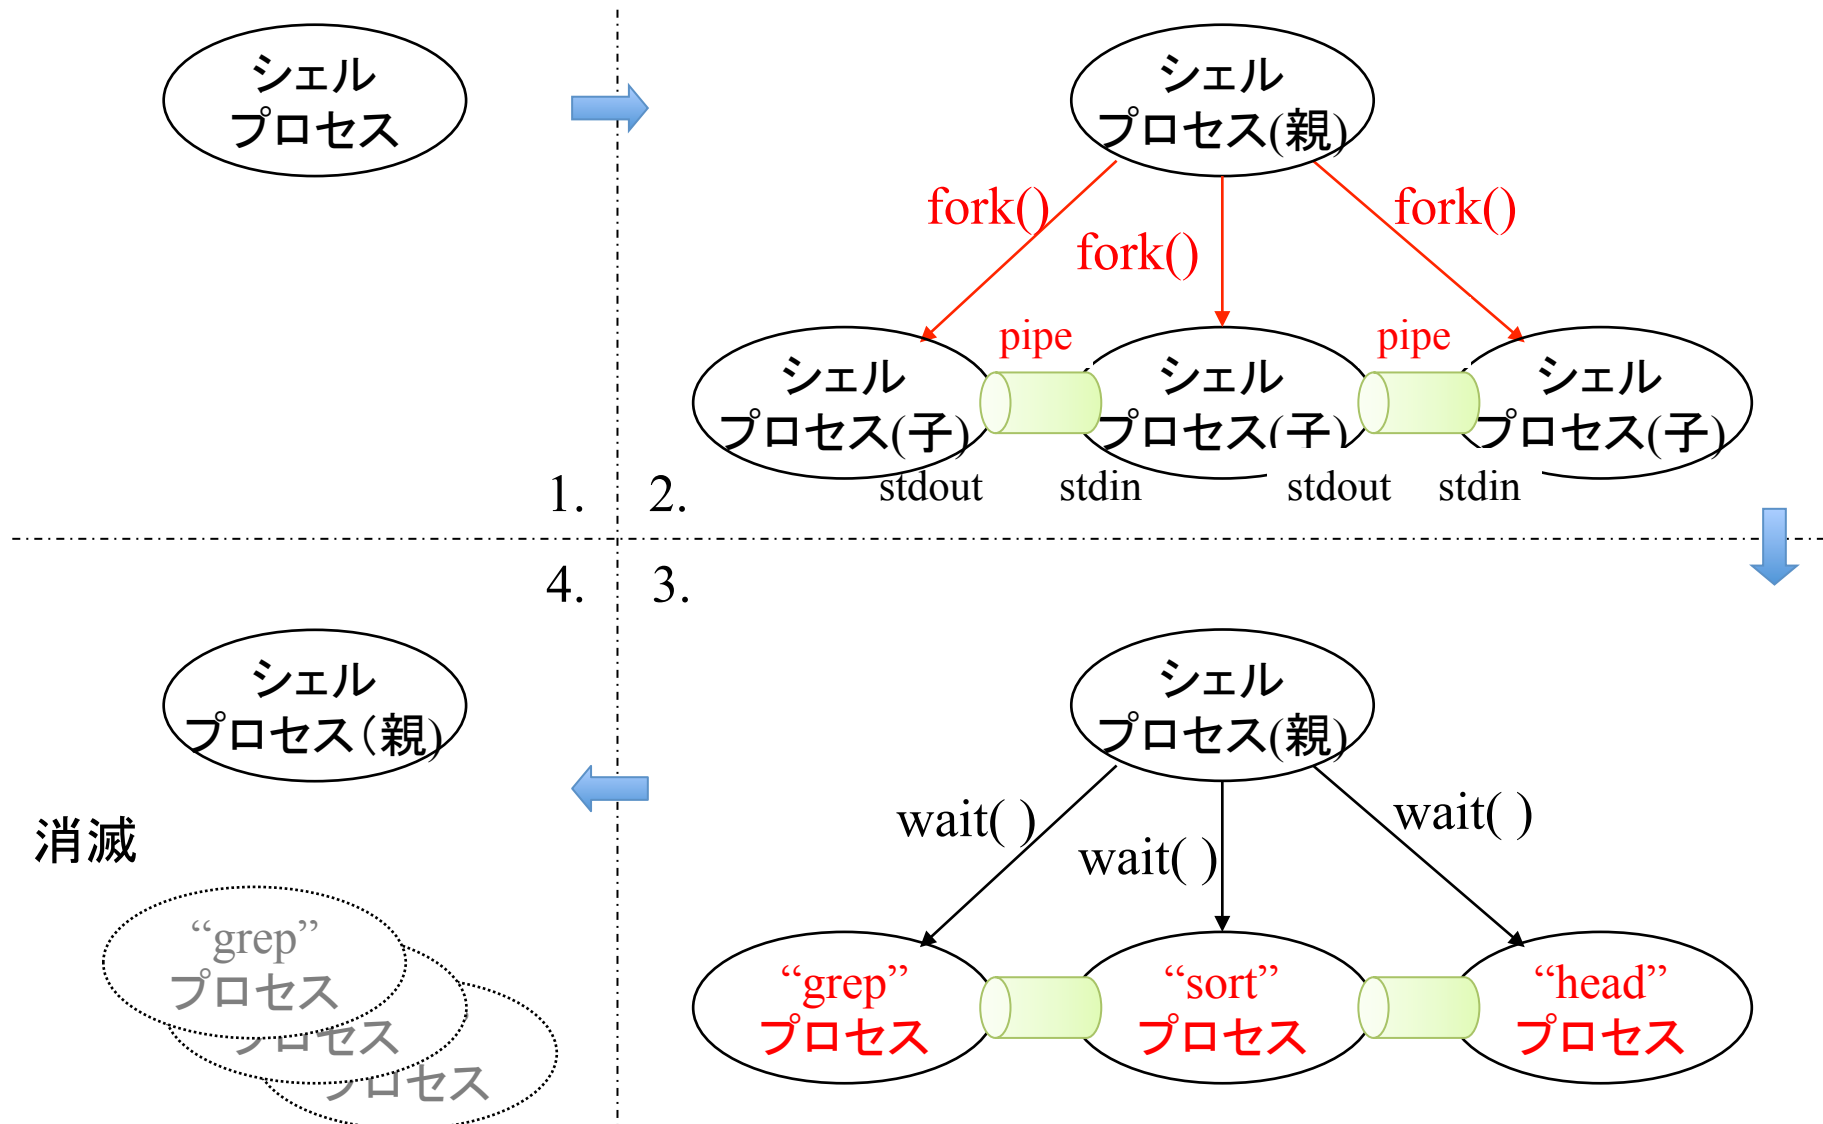 シェル
プロセス
1.
シェル
プロセス(親)
fork()
fork()
fork()
pipe
pipe
シェル
プロセス(子)
シェル
プロセス(子)
シェル
プロセス(子)
stdout
stdin
stdout
stdin
2.
3.
シェル
プロセス(親)
wait( )
wait( )
wait( )
“grep”
プロセス
“sort”
プロセス
“head”
プロセス
4.
シェル
プロセス（親)
消滅
“grep”
プロセス
プロセス
プロセス